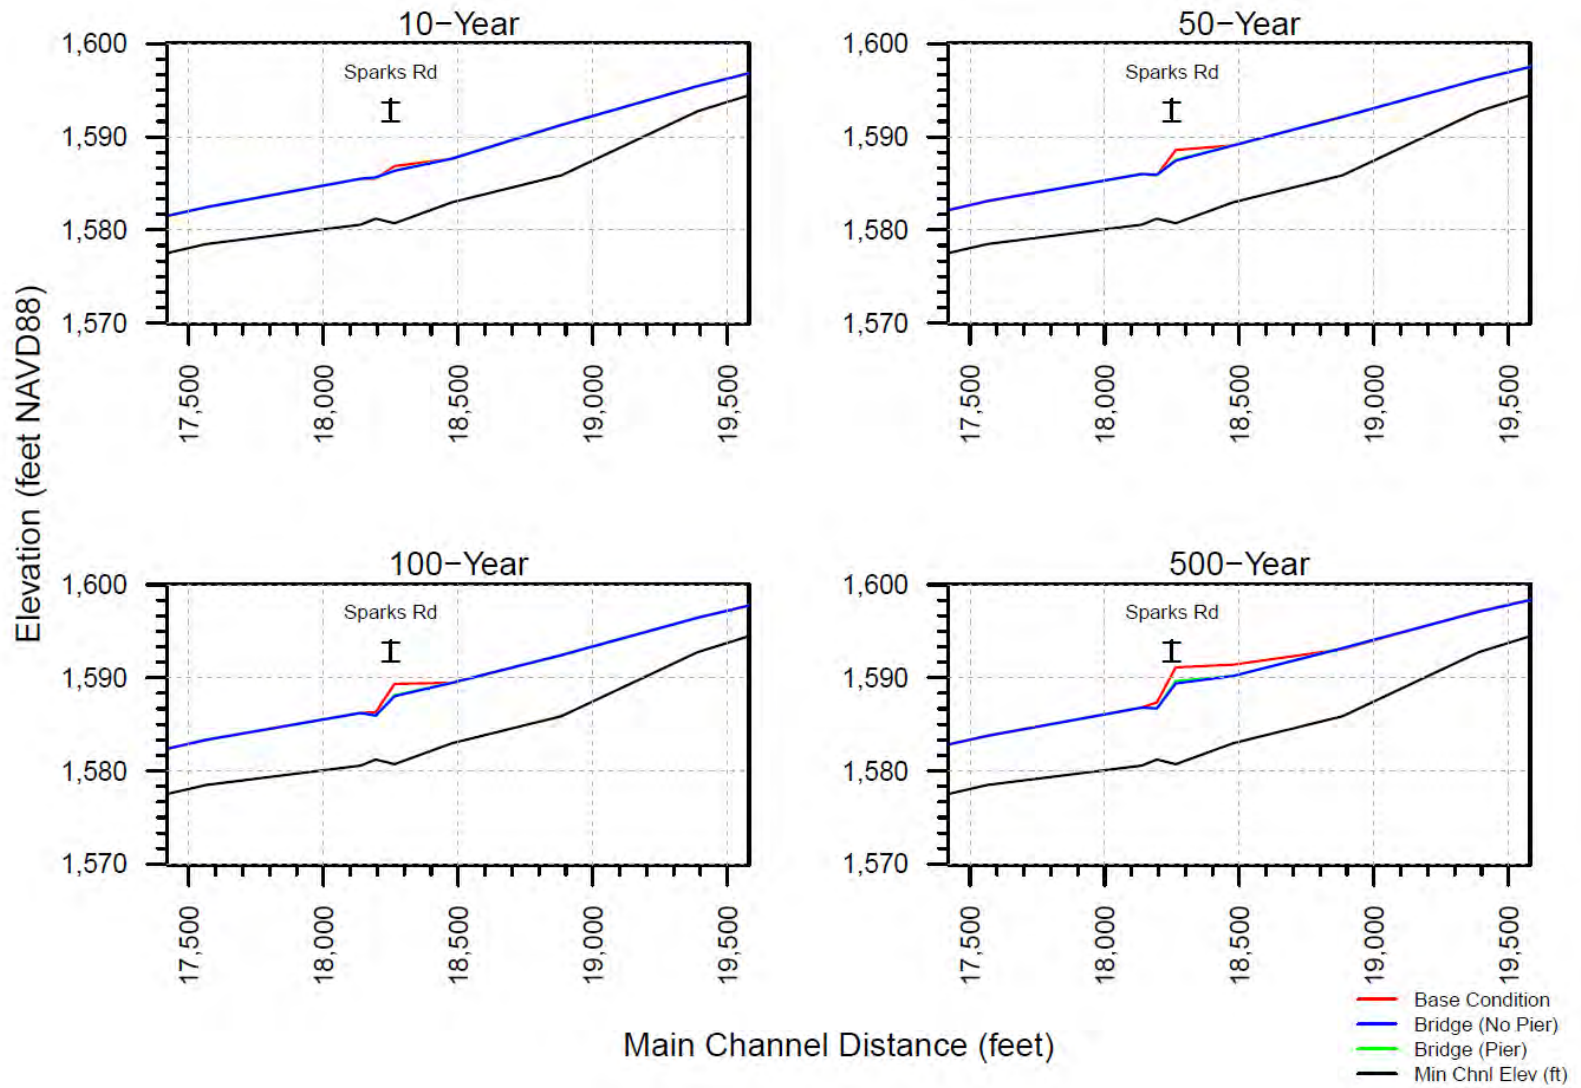 10−Year
50−Year
1,600
1,590
1,580
1,570
Sparks Rd
17,500
18,000
18,500
19,000
19,500
1,600
1,590
1,580
1,570
Sparks Rd
17,500
18,000
18,500
19,000
19,500
Elevation (feet NAVD88)
100−Year
500−Year
1,600
1,590
1,580
1,570
Sparks Rd
17,500
18,000
18,500
19,000
19,500
1,600
1,590
1,580
1,570
Sparks Rd
17,500
18,000
18,500
19,000
19,500
Main Channel Distance (feet)
Base Condition
Bridge (No Pier)
Bridge (Pier)
Min Chnl Elev (ft)